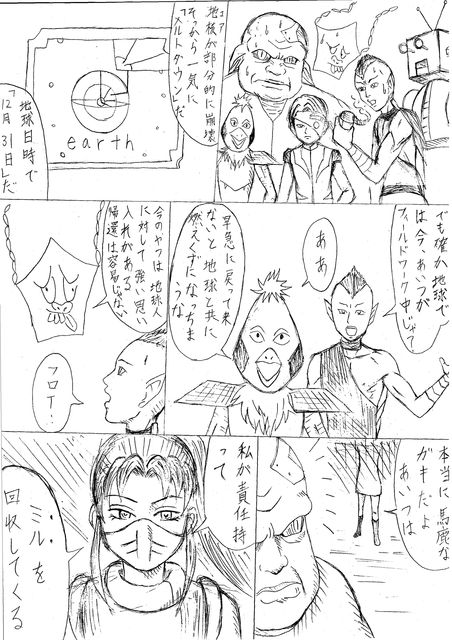 コア
地核が部分的に崩壊
そっから一気に
「メルトダウン」だ
earth
地球日時で
「12月31日」だ
でも確か地球で
は今、あいつが
フィールドワーク中じゃて
ああ
早急に戻って来
ないと地球と共に
燃えくずになっちま
うな
今のヤツは地球人
に対して強い思い
入れがある
帰還は容易じゃない
フロー!
本当に馬鹿な
ガキだよ
あいつは
私が責任持
って
ミルを
回収してくる